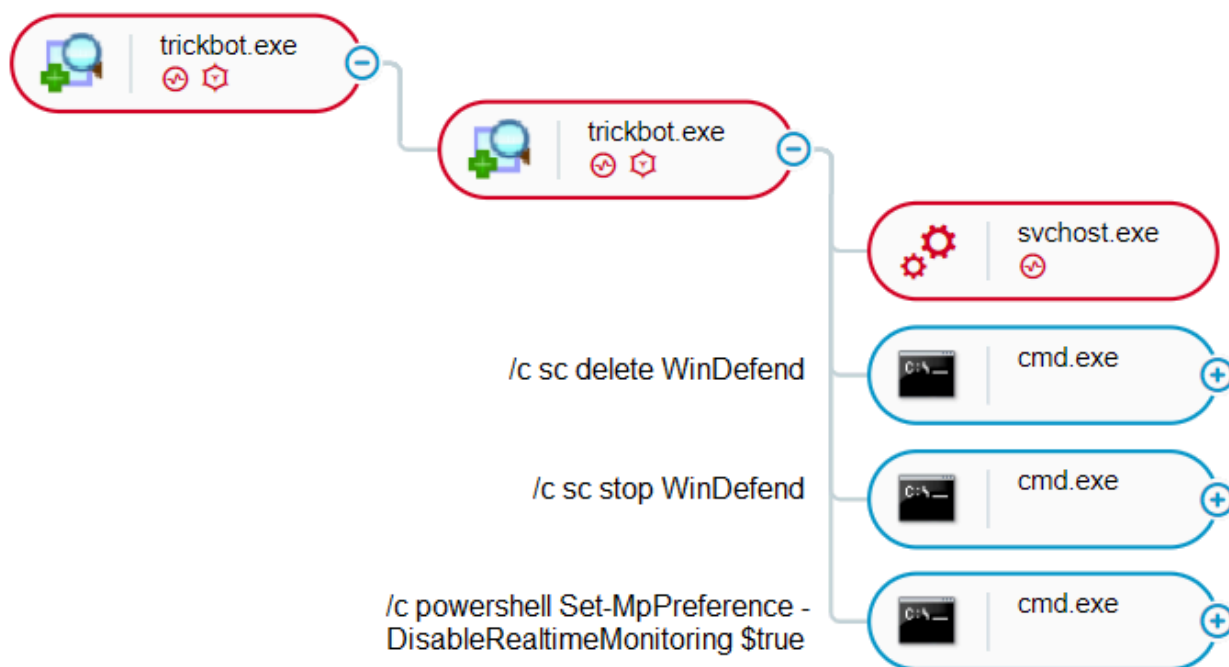 trickbot.exe
trickbot.exe
svchost.exe
/c sc delete WinDefend
cmd.exe
/c sc stop WinDefend
cmd.exe
/c powershell Set-MpPreference -
DisableRealtimeMonitoring $true
cmd.exe